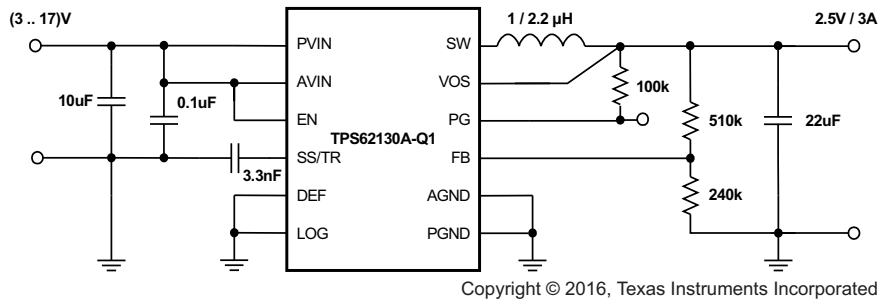 (3 .. 17)V
1 / 2.2 µH
2.5V / 3A
PVIN
SW
AVIN
VOS
10uF
0.1uF
100k
EN
PG
510k
22uF
TPS62130A-Q1
SS/TR
FB
3.3nF
DEF
AGND
240k
LOG
PGND
Copyright © 2016, Texas Instruments Incorporated